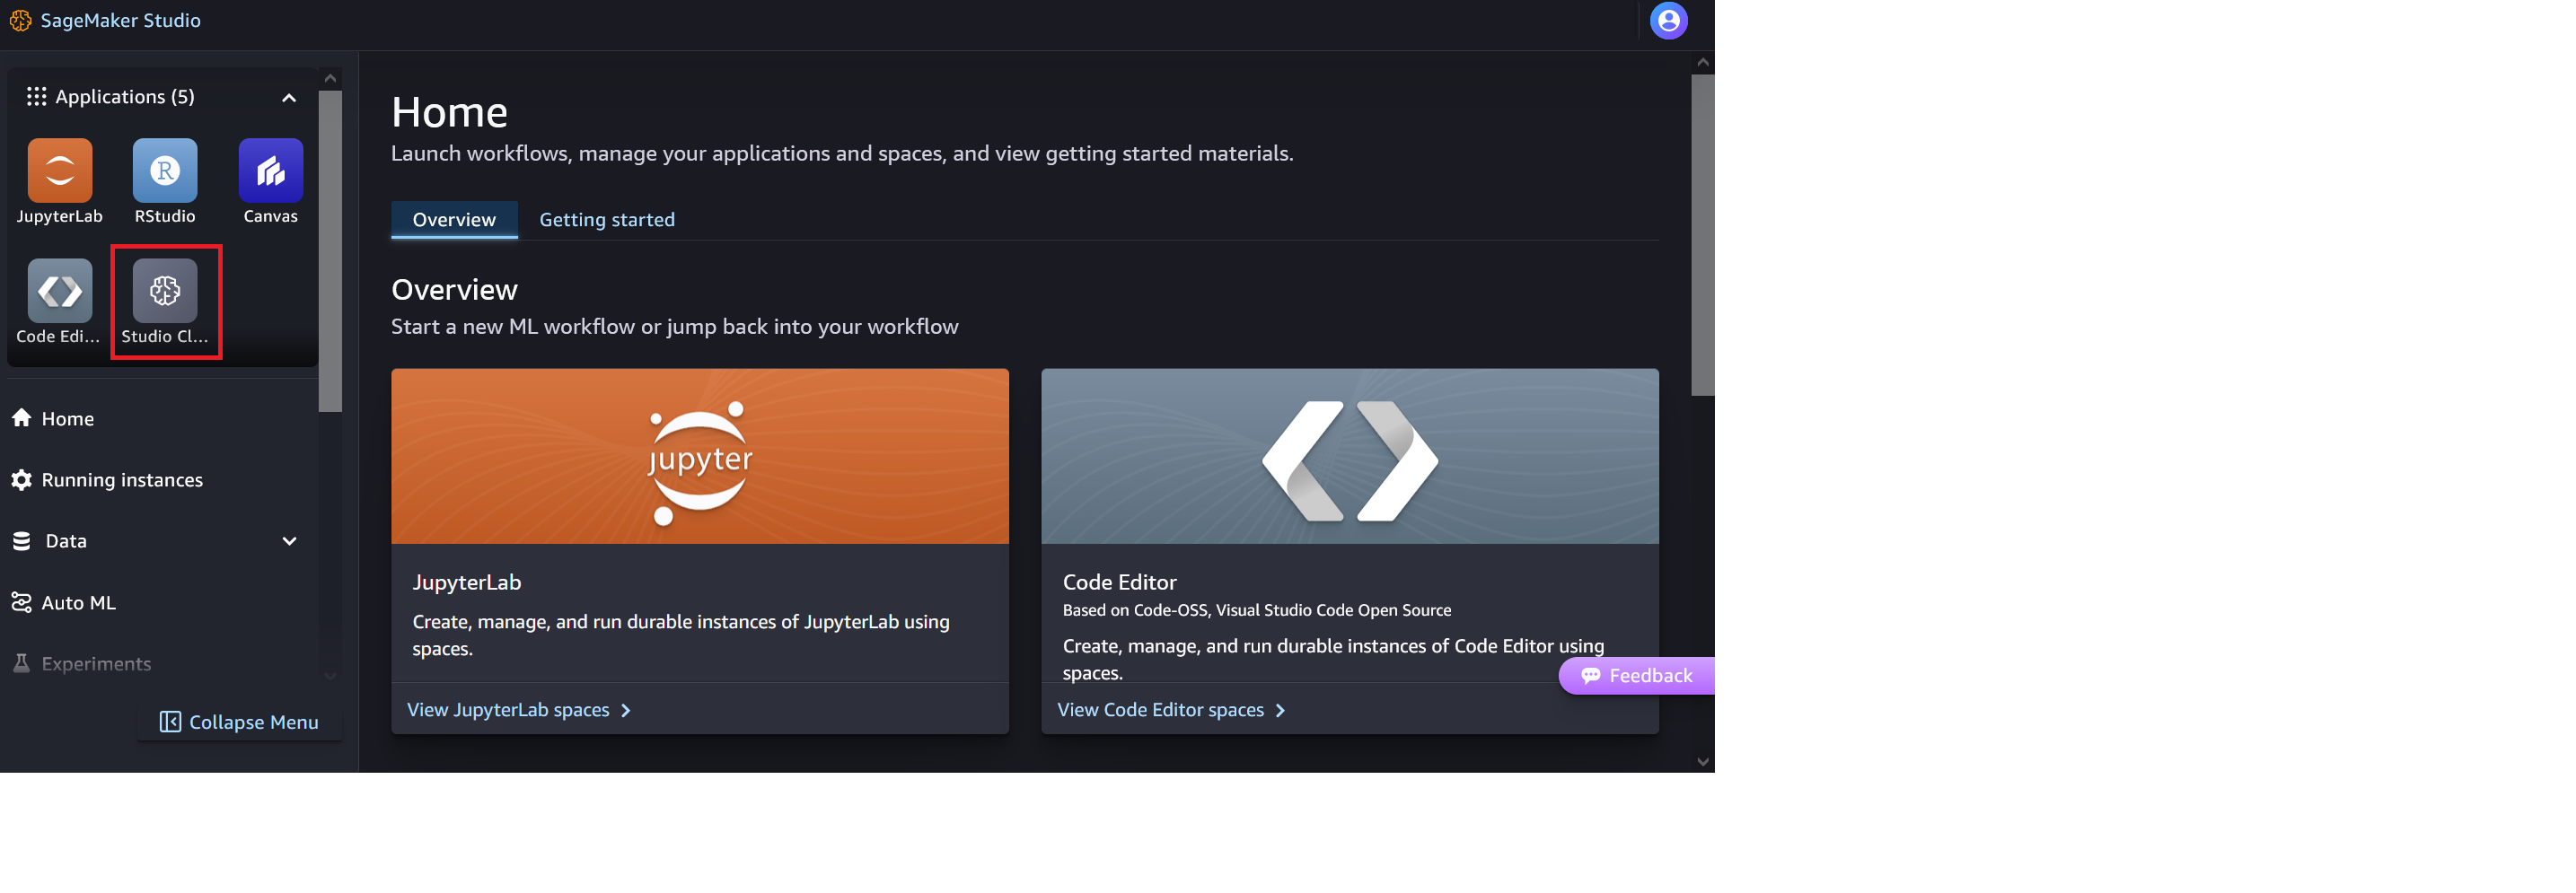 SageMaker Studio
Applications (5)
JupyterLab
RStudio
Canvas
Code Edi...
Studio Cl...
Home
Running instances
Data
Auto ML
Experiments
Collapse Menu
Home
Launch workflows, manage your applications and spaces, and view getting started materials.
Overview
Getting started
Overview
Start a new ML workflow or jump back into your workflow
jupyter
JupyterLab
Create, manage, and run durable instances of JupyterLab using
spaces.
View JupyterLab spaces
Code Editor
Based on Code-OSS, Visual Studio Code Open Source
Create, manage, and run durable instances of Code Editor using
spaces.
View Code Editor spaces
Feedback